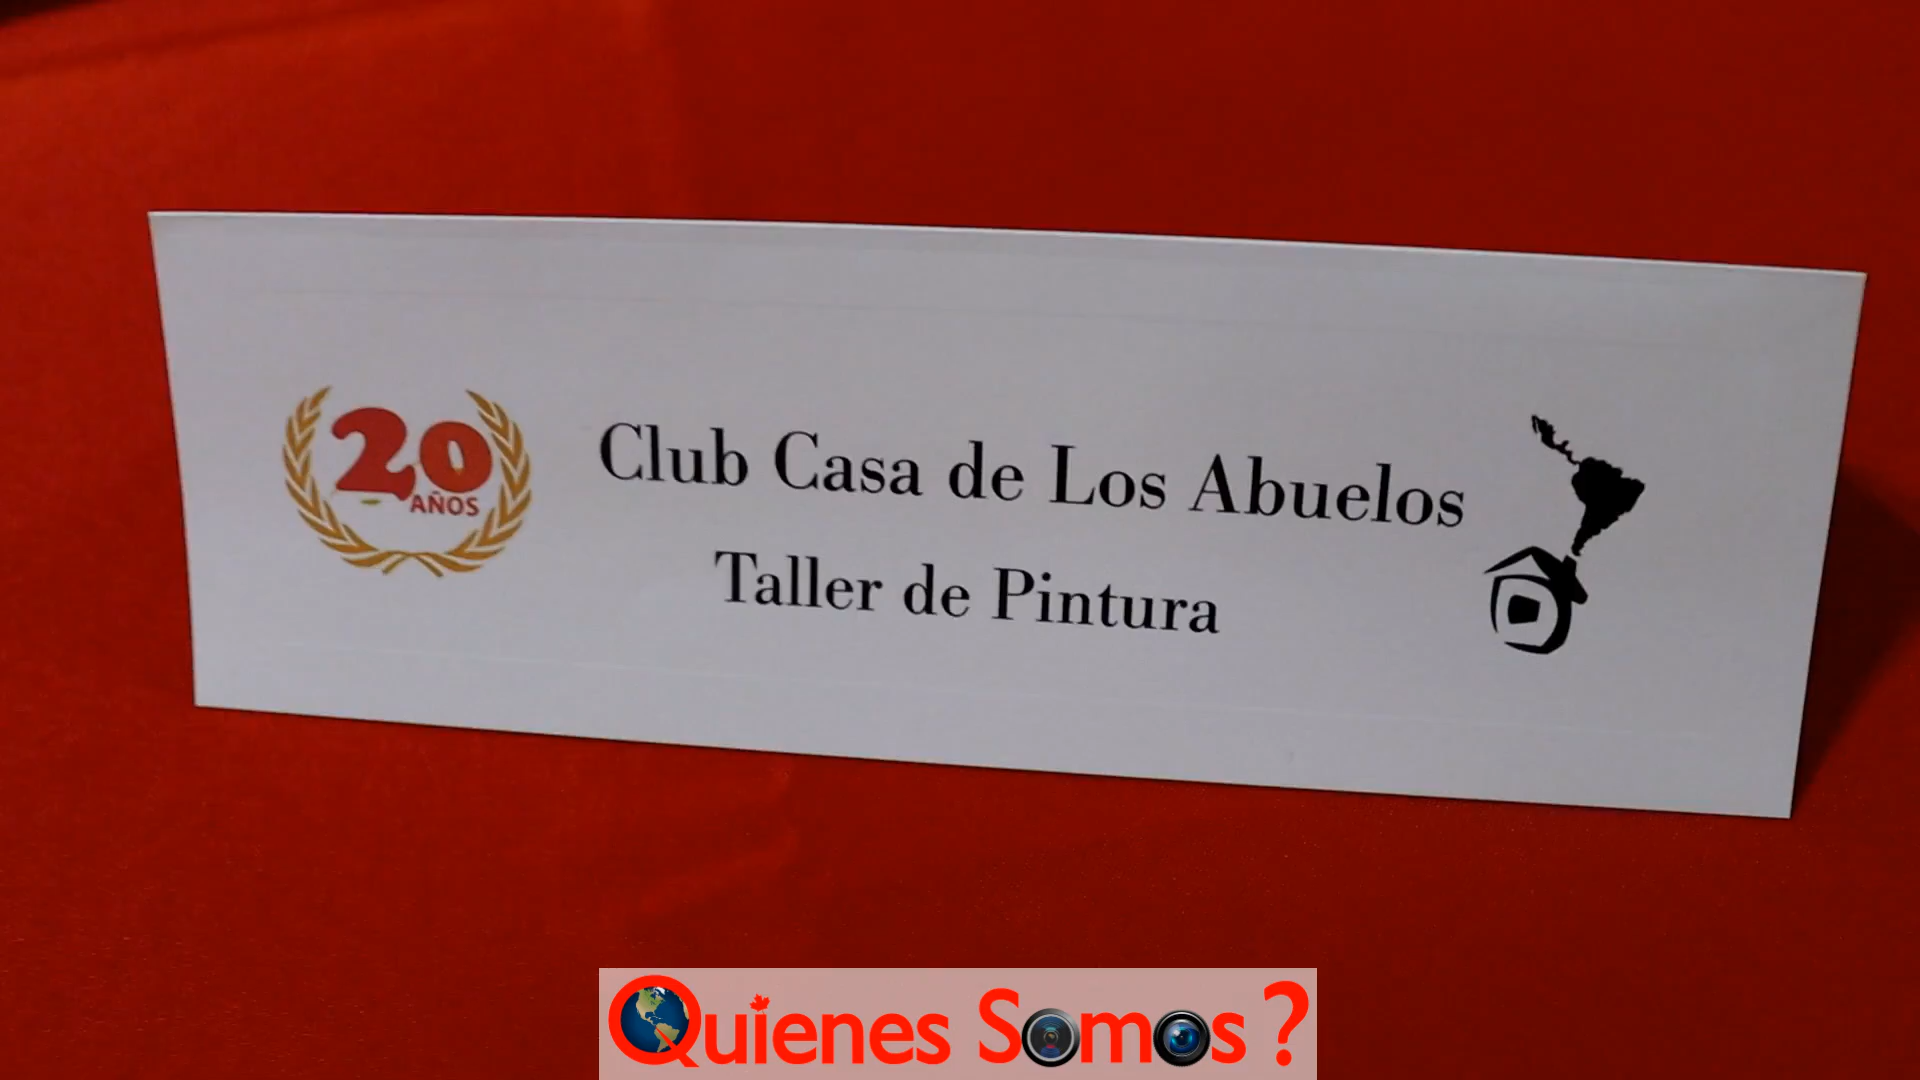 20
AÑOS
Club Casa de Los Abuelos
Taller de Pintura
Quienes Somos?